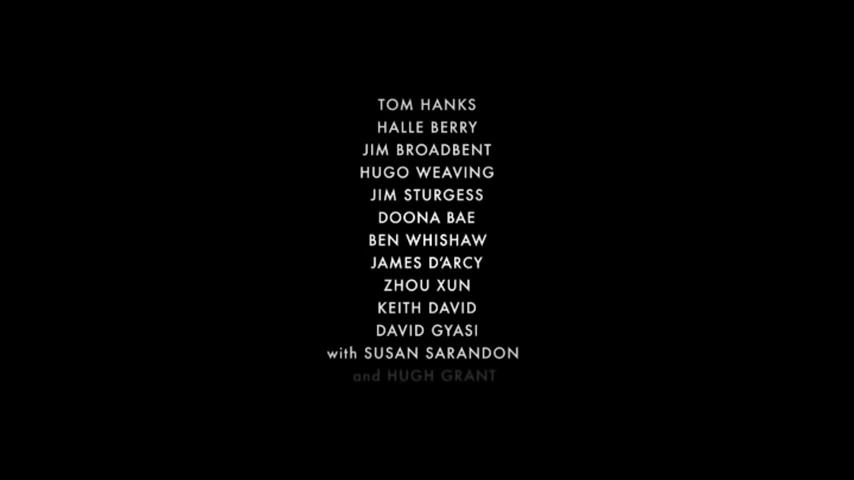 TOM HANKS
HALLE BERRY
JIM BROADBENT
HUGO WEAVING
JIM STURGESS
DOONA BAE
BEN WHISHAW
JAMES D'ARCY
ZHOU XUN
KEITH DAVID
DAVID GYASI
with SUSAN SARANDON
and HUGH GRANT